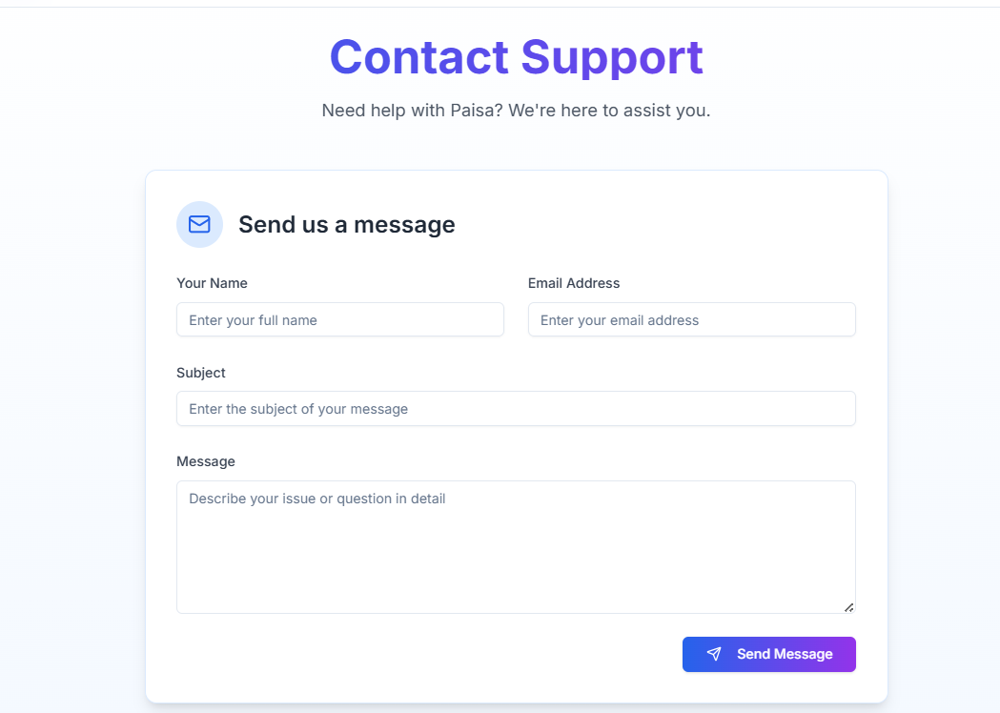 Contact Support
Need help with Paisa? We're here to assist you.
Send us a message
Your Name
Email Address
Enter your full name
Enter your email address
Subject
Enter the subject of your message
Message
Describe your issue or question in detail
Send Message